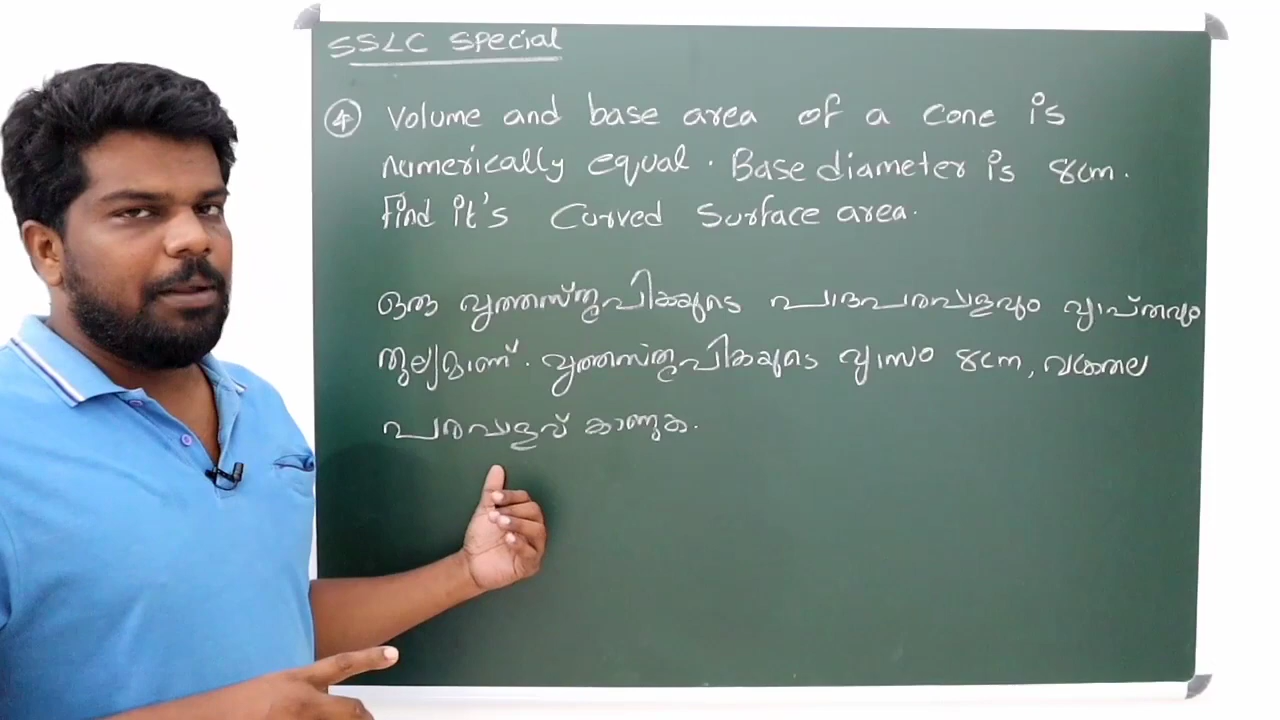 SSLC Special
④ Volume and base area of a cone is
numerically equal. Base diameter is 8cm.
Find it's Curved Surface area.
ഒരു വൃത്തസ്തൂപികയുടെ പാദപരപ്പളവും വ്യാപ്തവും
തുല്യമാണ്. വൃത്തസ്തൂപികയുടെ വ്യാസം 8cm, വക്രതല
പരപ്പളവ് കാണുക.